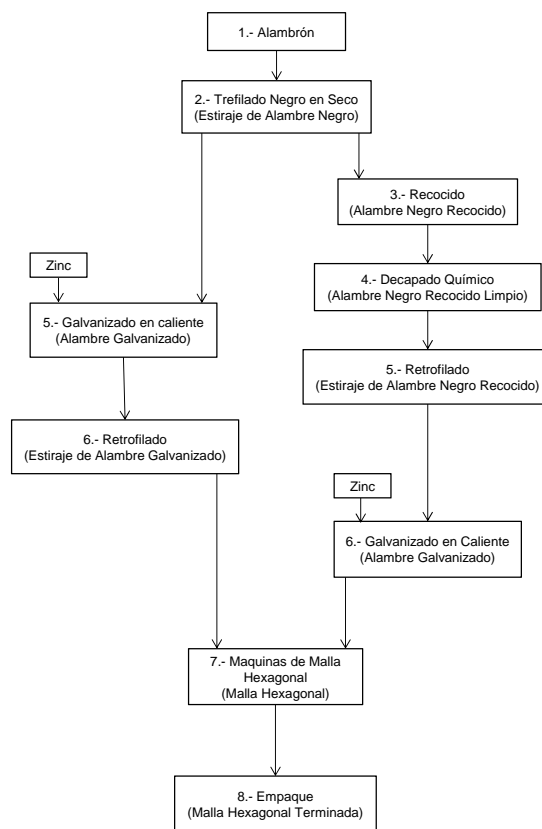 1.- Alambrón
2.- Trefilado Negro en Seco
(Estiraje de Alambre Negro)
3.- Recocido
(Alambre Negro Recocido)
Zinc
4.- Decapado Químico
(Alambre Negro Recocido Limpio)
5.- Galvanizado en caliente
(Alambre Galvanizado)
5.- Retrofilado
(Estiraje de Alambre Negro Recocido)
6.- Retrofilado
(Estiraje de Alambre Galvanizado)
Zinc
6.- Galvanizado en Caliente
(Alambre Galvanizado)
7.- Maquinas de Malla
Hexagonal
(Malla Hexagonal)
8.- Empaque
(Malla Hexagonal Terminada)